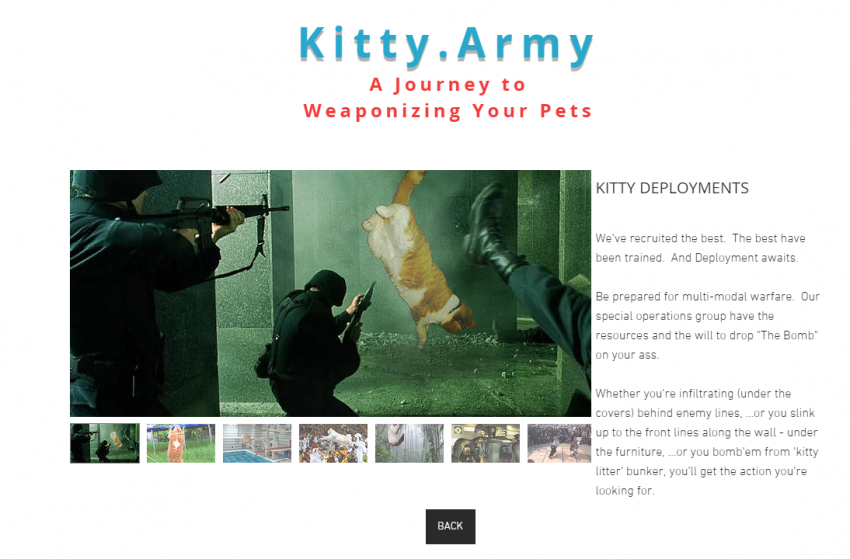 Kitty.Army
A Journey to
Weaponizing Your Pets
KITTY DEPLOYMENTS
We've recruited the best.  The best have
been trained.  And Deployment awaits.
Be prepared for multi-modal warfare.  Our
special operations group have the
resources and the will to drop "The Bomb"
on your ass.
Whether you're infiltrating (under the
covers) behind enemy lines, ...or you slink
up to the front lines along the wall - under
the furniture, ...or you bomb'em from 'kitty
litter' bunker, you'll get the action you're
looking for.
BACK